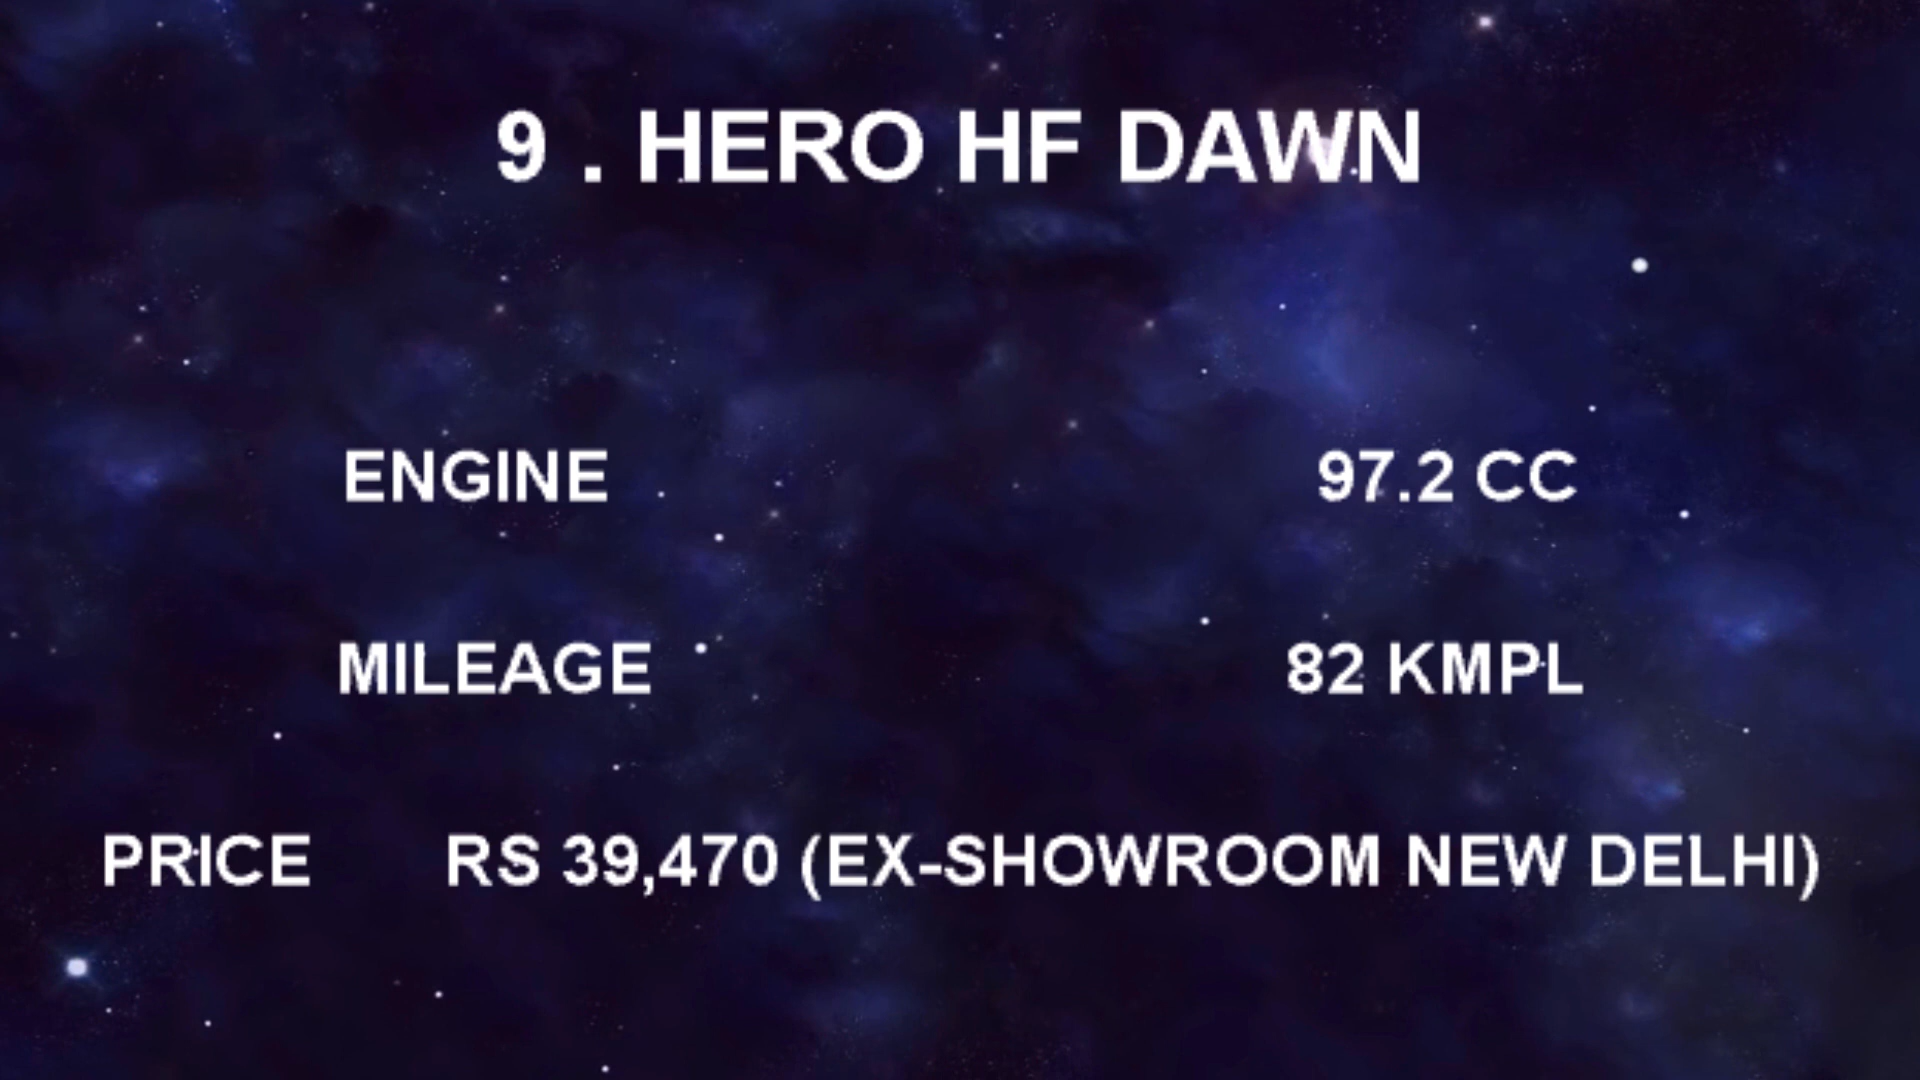 9 . HERO HF DAWN
ENGINE 97.2 CC
MILEAGE 82 KMPL
PRICE RS 39,470 (EX-SHOWROOM NEW DELHI)